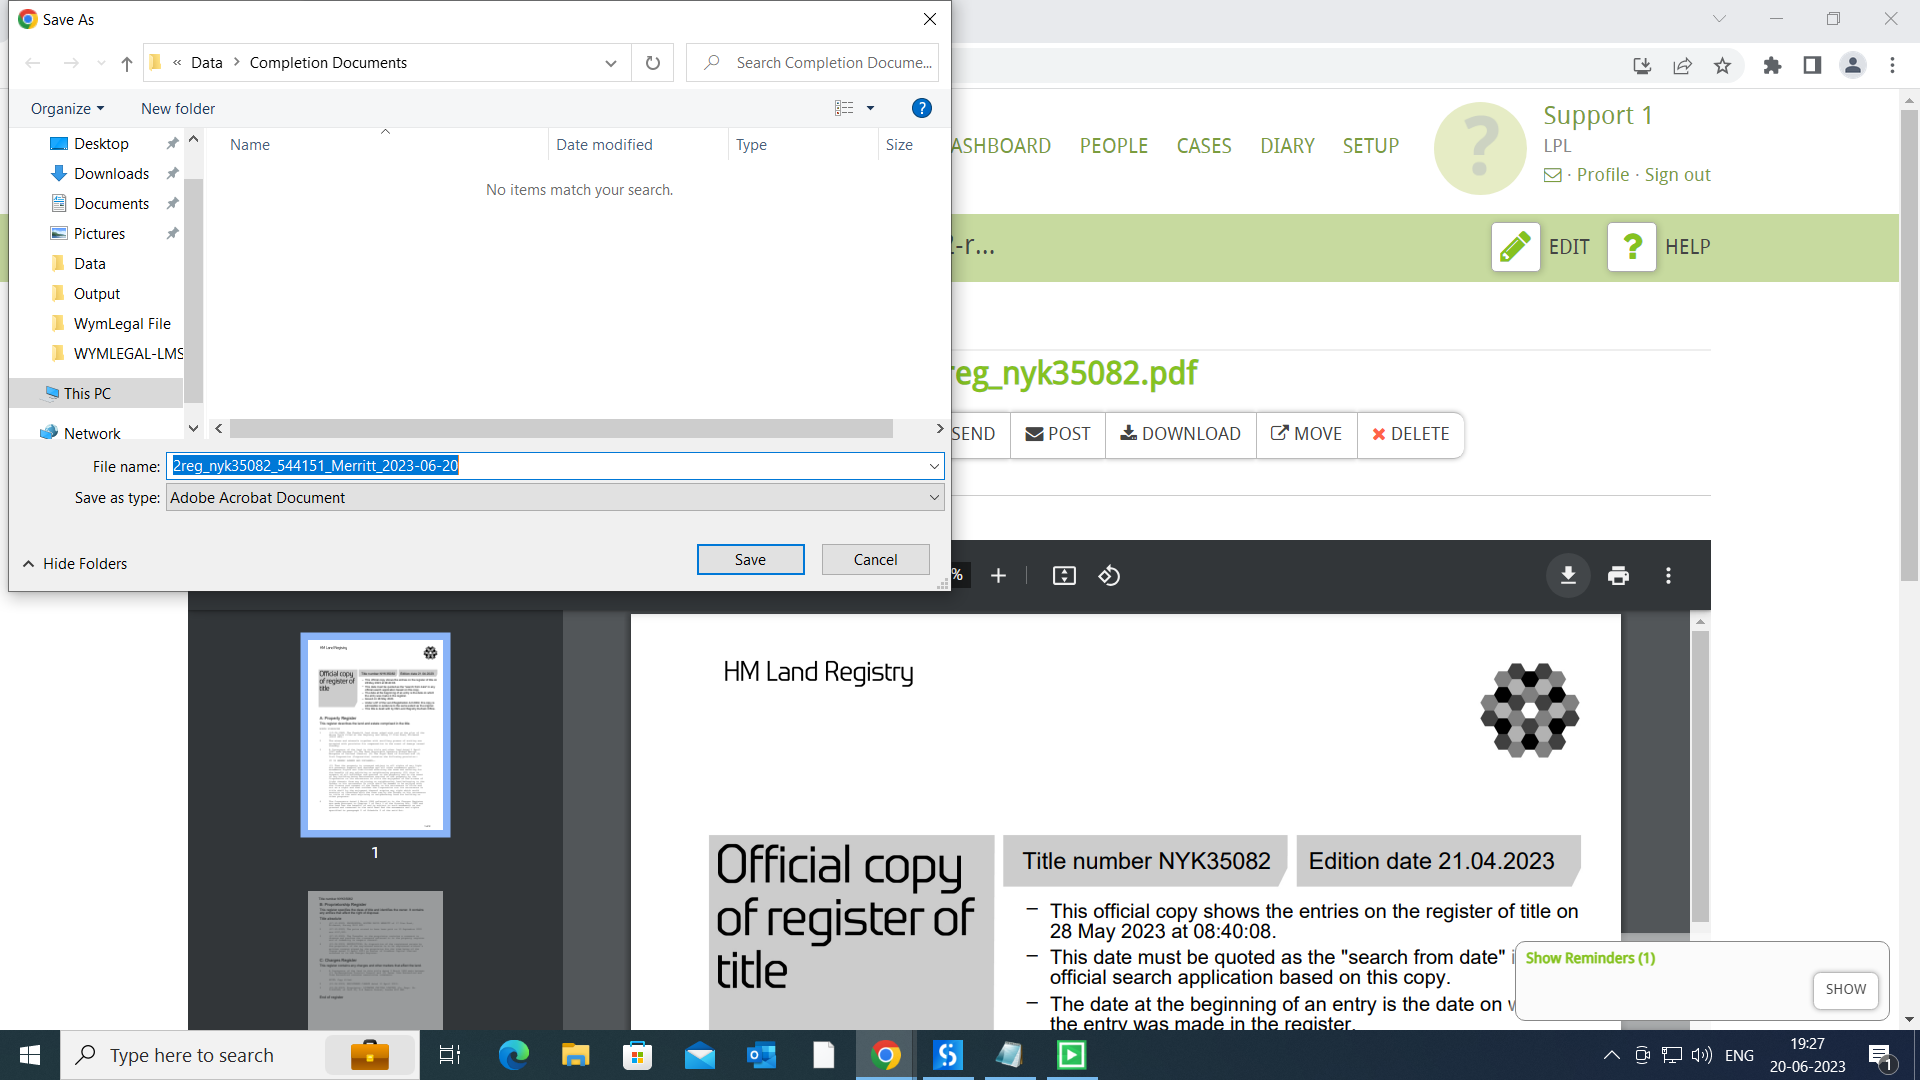 Save As
« Data > Completion Documents
Search Completion Docume...
Organize
New folder
Name
Date modified
Type
Size
No items match your search.
Desktop
Downloads
Documents
Pictures
Data
Output
WymLegal File
WYMLEGAL-LMS
This PC
Network
File name: 2reg_nyk35082_544151_Merritt_2023-06-20
Save as type: Adobe Acrobat Document
Hide Folders
Save
Cancel
ASHBOARD PEOPLE CASES DIARY SETUP
Support 1
LPL
· Profile · Sign out
2-r...
EDIT
HELP
reg_nyk35082.pdf
SEND
POST
DOWNLOAD
MOVE
DELETE
%
1
HM Land Registry
Official copy
of register of
title
Title number NYK35082
Edition date 21.04.2023
– This official copy shows the entries on the register of title on
28 May 2023 at 08:40:08.
– This date must be quoted as the "search from date" i
official search application based on this copy.
– The date at the beginning of an entry is the date on w
the entry was made in the register.
Show Reminders (1)
SHOW
Type here to search
ENG
19:27
20-06-2023
1